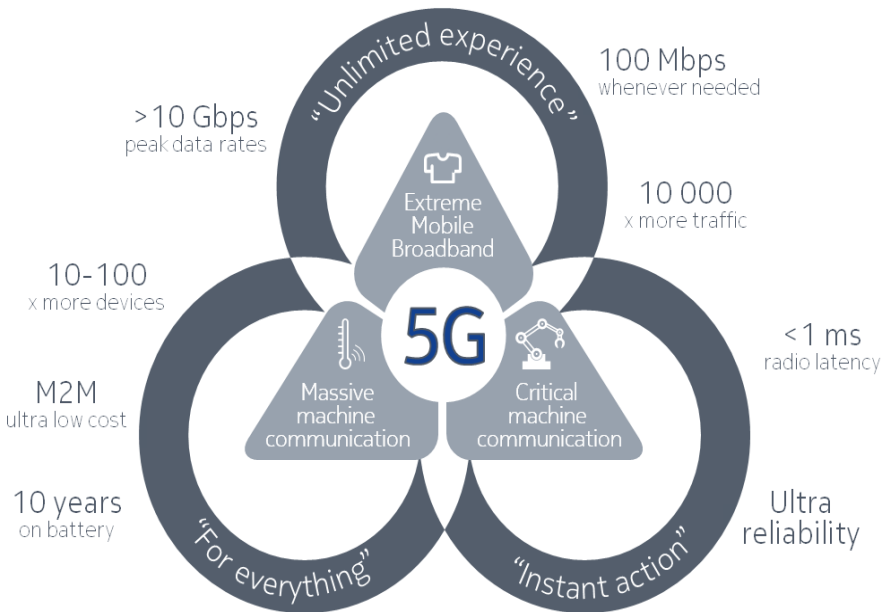 “Unlimited experience”
100 Mbps
whenever needed
>10 Gbps
peak data rates
10 000
x more traffic
Extreme
Mobile
Broadband
10-100
x more devices
5G
<1 ms
radio latency
M2M
ultra low cost
Massive
machine
communication
Critical
machine
communication
10 years
on battery
Ultra
reliability
“For everything”
“Instant action”